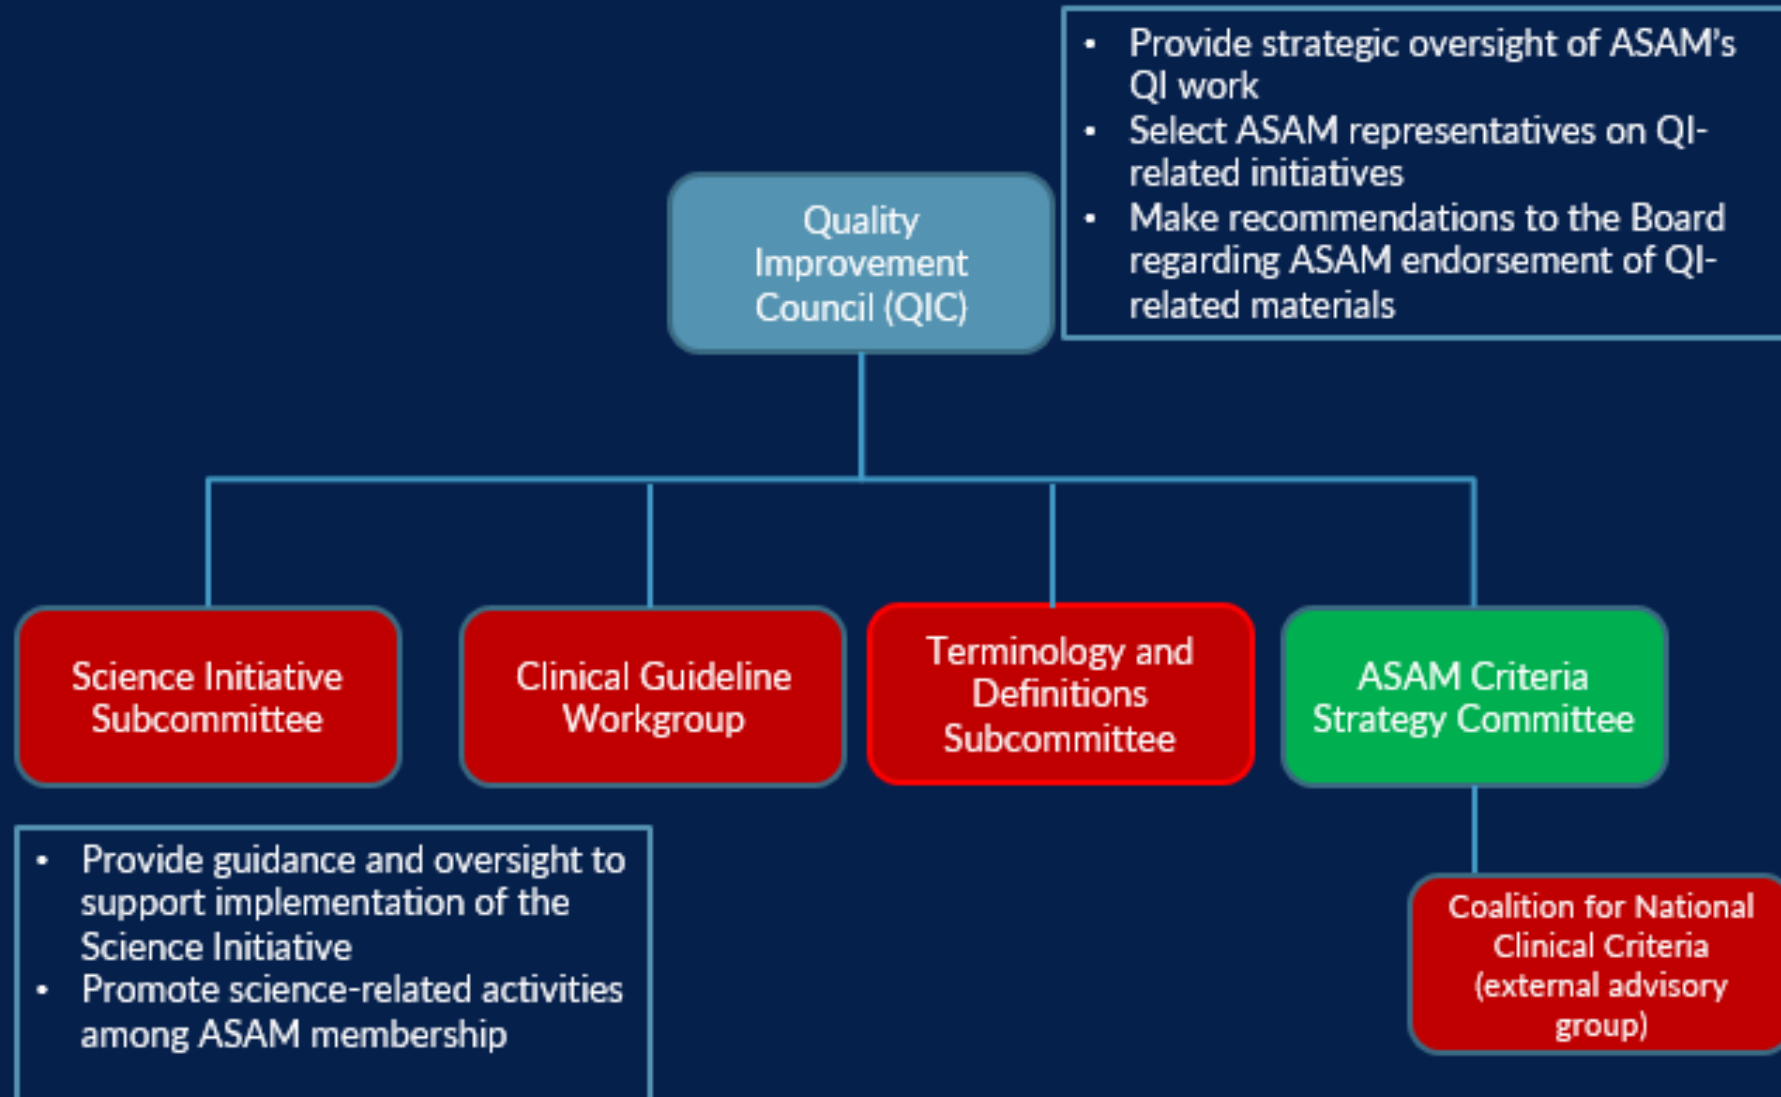 • Provide strategic oversight of ASAM's
QI work
• Select ASAM representatives on QI-
related initiatives
• Make recommendations to the Board
regarding ASAM endorsement of QI-
related materials
Quality
Improvement
Council (QIC)
Science Initiative
Subcommittee
Clinical Guideline
Workgroup
Terminology and
Definitions
Subcommittee
ASAM Criteria
Strategy Committee
• Provide guidance and oversight to
support implementation of the
Science Initiative
• Promote science-related activities
among ASAM membership
Coalition for National
Clinical Criteria
(external advisory
group)